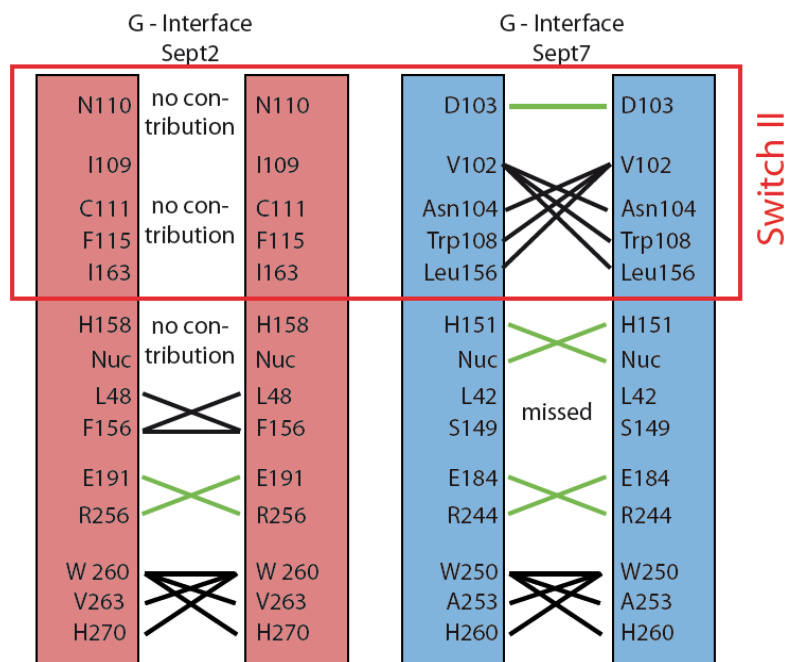 G - Interface
Sept2
G - Interface
Sept7
N110
no con-
tribution
N110
D103
D103
I109
I109
V102
V102
C111
no con-
tribution
C111
Asn104
Asn104
F115
F115
Trp108
Trp108
I163
I163
Leu156
Leu156
Switch II
H158
no con-
tribution
H158
H151
H151
Nuc
Nuc
Nuc
Nuc
L48
L48
L42
missed
L42
F156
F156
S149
S149
E191
E191
E184
E184
R256
R256
R244
R244
W 260
W 260
W250
W250
V263
V263
A253
A253
H270
H270
H260
H260